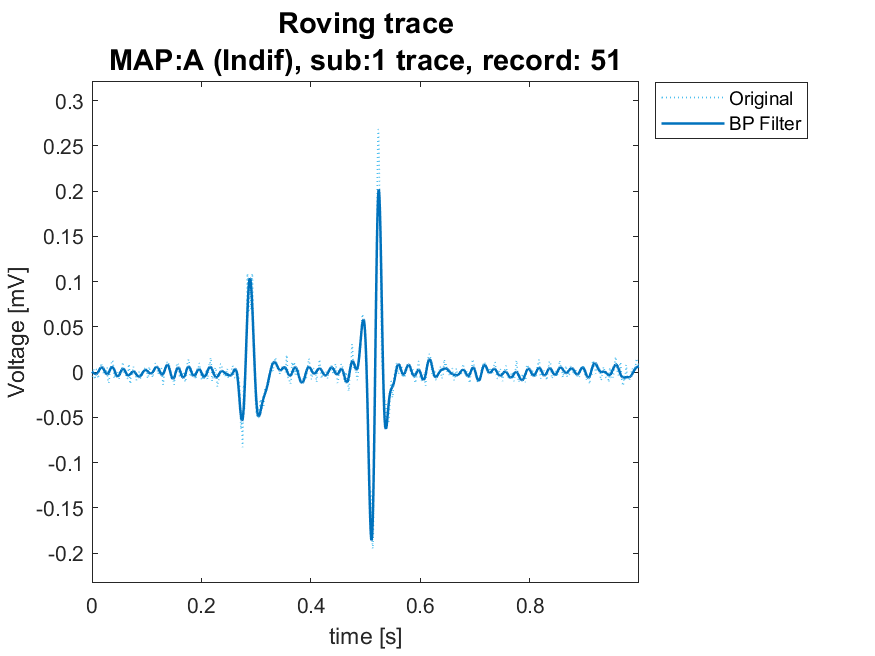 Roving trace
MAP:A (Indif), sub:1 trace, record: 51
Original
BP Filter
0.3
0.25
0.2
0.15
0.1
0.05
0
-0.05
-0.1
-0.15
-0.2
Voltage [mV]
0 0.2 0.4 0.6 0.8
time [s]